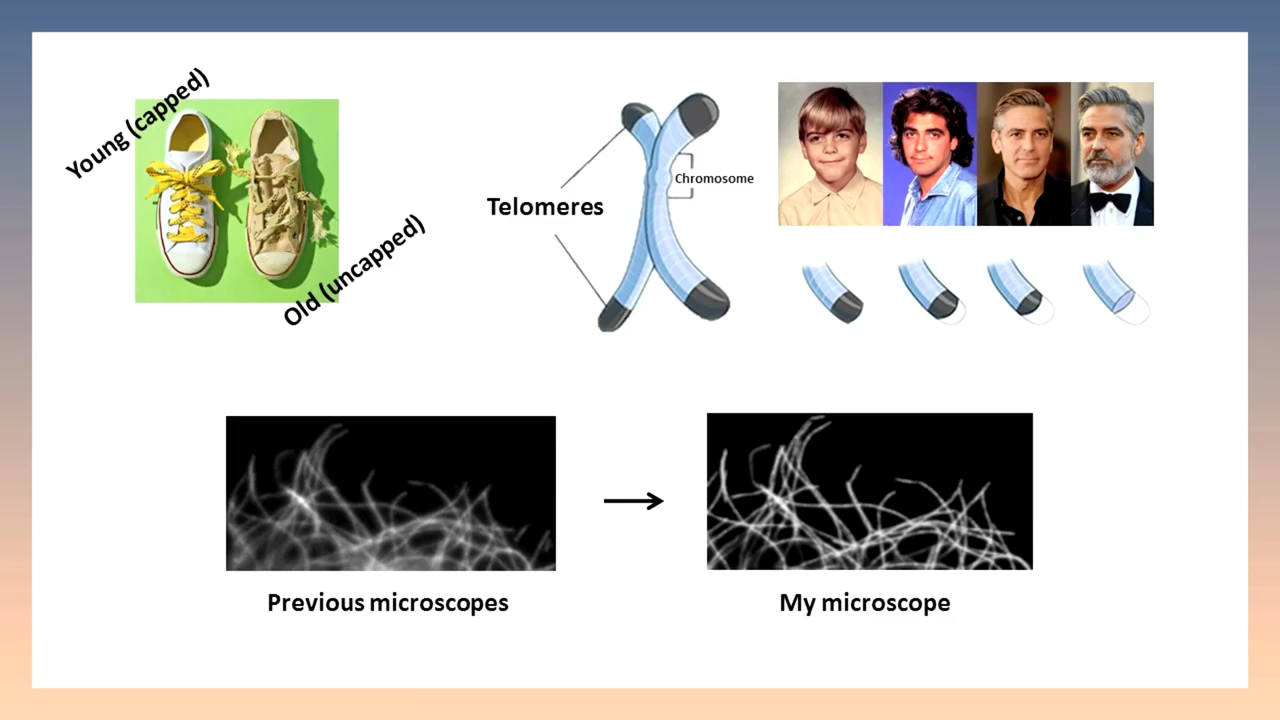 Young (capped)
Old (uncapped)
Telomeres
Chromosome
Previous microscopes
My microscope